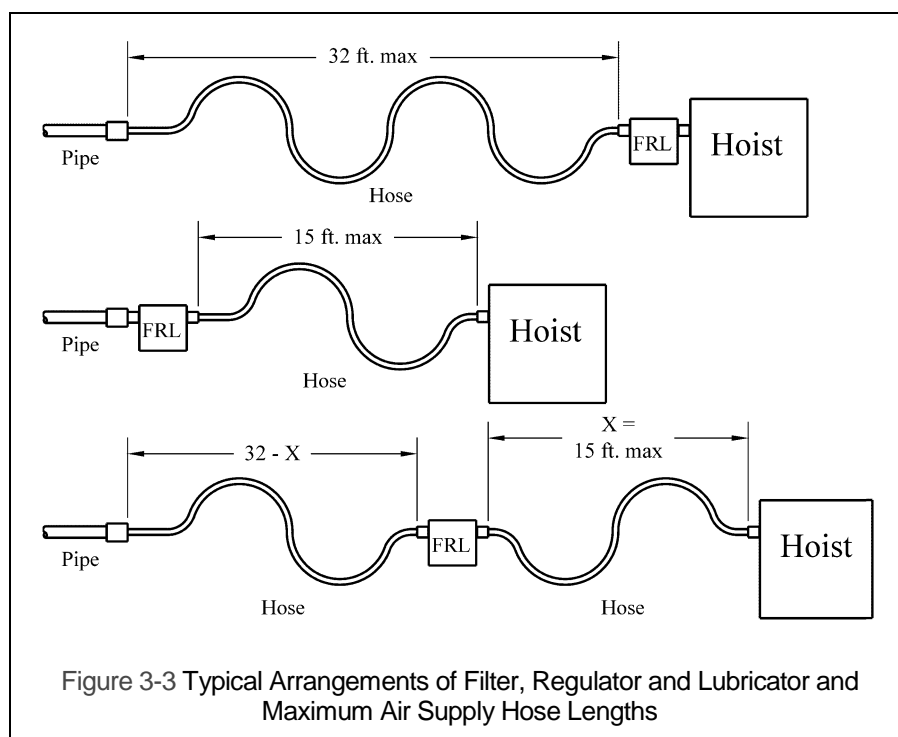 32 ft. max
Pipe
Hose
FRL
Hoist
15 ft. max
Pipe
FRL
Hose
Hoist
32 - X
X =
15 ft. max
Pipe
Hose
FRL
Hose
Hoist
Figure 3-3 Typical Arrangements of Filter, Regulator and Lubricator and
Maximum Air Supply Hose Lengths